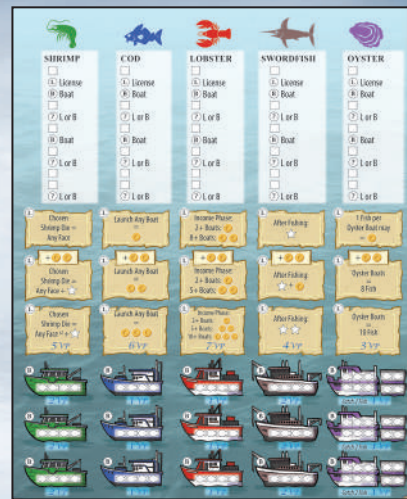 SHRIMP COD LOBSTER SWORDFISH OYSTER
L License L License L License L License L License
B Boat B Boat B Boat B Boat B Boat
? L or B ? L or B ? L or B ? L or B ? L or B
B Boat B Boat B Boat B Boat B Boat
? L or B ? L or B ? L or B ? L or B ? L or B
? L or B ? L or B ? L or B ? L or B ? L or B
L L L L L
Chosen
Shrimp Die =
Any Face
Launch Any Boat
=
Income Phase:
2+ Boats:
8+ Boats:
After Fishing:
1 Fish per
Oyster Boat may
=
L + L + L + L + L +
Chosen
Shrimp Die =
Any Face +
Launch Any Boat
=
Income Phase:
2+ Boats:
5+ Boats:
After Fishing:
+
Oyster Boats
=
8 Fish
L L L L L
Chosen
Shrimp Die =
Any Face +
5 VP
Launch Any Boat
=
6 VP
Income Phase:
10+ Boats:
7 VP
After Fishing:
4 VP
Oyster Boats
=
10 Fish
3 VP
B B B B B
B B B B B
B B B B B